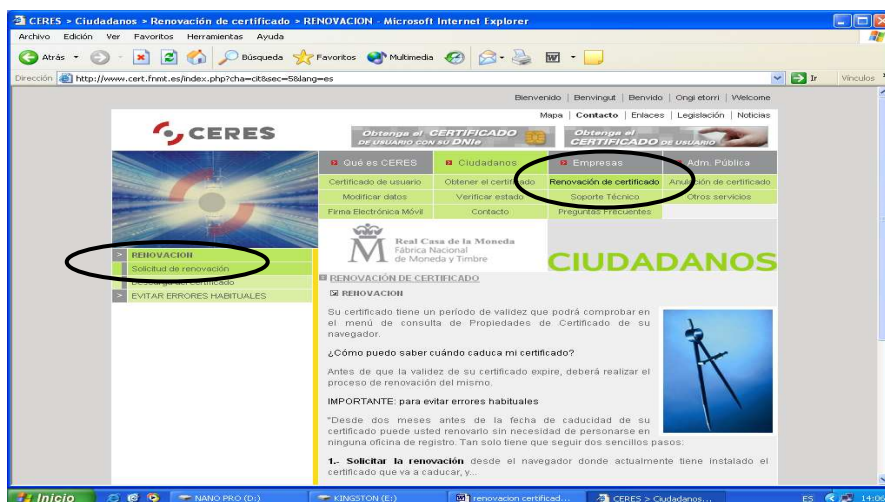 CERES > Ciudadanos > Renovación de certificado > RENOVACION - Microsoft Internet Explorer
Archivo Edición Ver Favoritos Herramientas Ayuda
Atrás Búsqueda Favoritos Multimedia
Dirección http://www.cert.fnmt.es/index.php?cha=cit&sec=5&lang=es Ir Vínculos
Bienvenido | Benvingut | Benvido | Ongi etorri | Welcome
Mapa | Contacto | Enlaces | Legislación | Noticias
CERES
Obtenga el CERTIFICADO
DE USUARIO CON SU DNIe
Obtenga el
CERTIFICADO DE USUARIO
Qué es CERES Ciudadanos Empresas Adm. Pública
Certificado de usuario Obtener el certificado Renovación de certificado Anulación de certificado
Modificar datos Verificar estado Soporte Técnico Otros servicios
Firma Electrónica Móvil Contacto Preguntas Frecuentes
Real Casa de la Moneda
Fábrica Nacional
de Moneda y Timbre
CIUDADANOS
> RENOVACION
Solicitud de renovación
Descarga del certificado
> EVITAR ERRORES HABITUALES
RENOVACIÓN DE CERTIFICADO
RENOVACION
Su certificado tiene un período de validez que podrá comprobar en
el menú de consulta de Propiedades de Certificado de su
navegador.
¿Cómo puedo saber cuándo caduca mi certificado?
Antes de que la validez de su certificado expire, deberá realizar el
proceso de renovación del mismo.
IMPORTANTE: para evitar errores habituales
"Desde dos meses antes de la fecha de caducidad de su
certificado puede usted renovarlo sin necesidad de personarse en
ninguna oficina de registro. Tan solo tiene que seguir dos sencillos pasos:
1.- Solicitar la renovación desde el navegador donde actualmente tiene instalado el
certificado que va a caducar, y...
Inicio NANO PRO (D:) KINGSTON (E:) renovacion certificad... CERES > Ciudadanos... ES 14:06